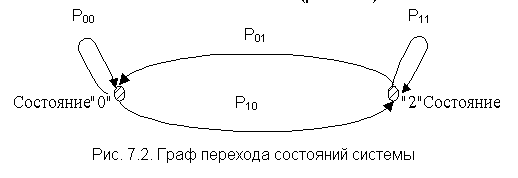 P00
P11
P01
Состояние"0"
"2"Состояние
P10
Рис. 7.2. Граф перехода состояний системы